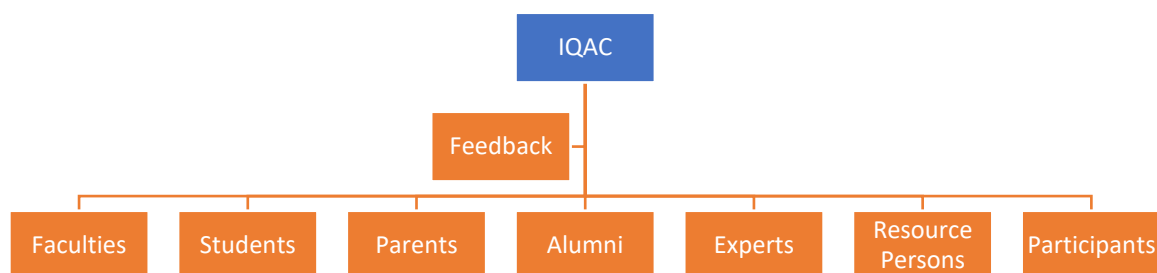 IQAC
Feedback
Faculties
Students
Parents
Alumni
Experts
Resource
Persons
Participants